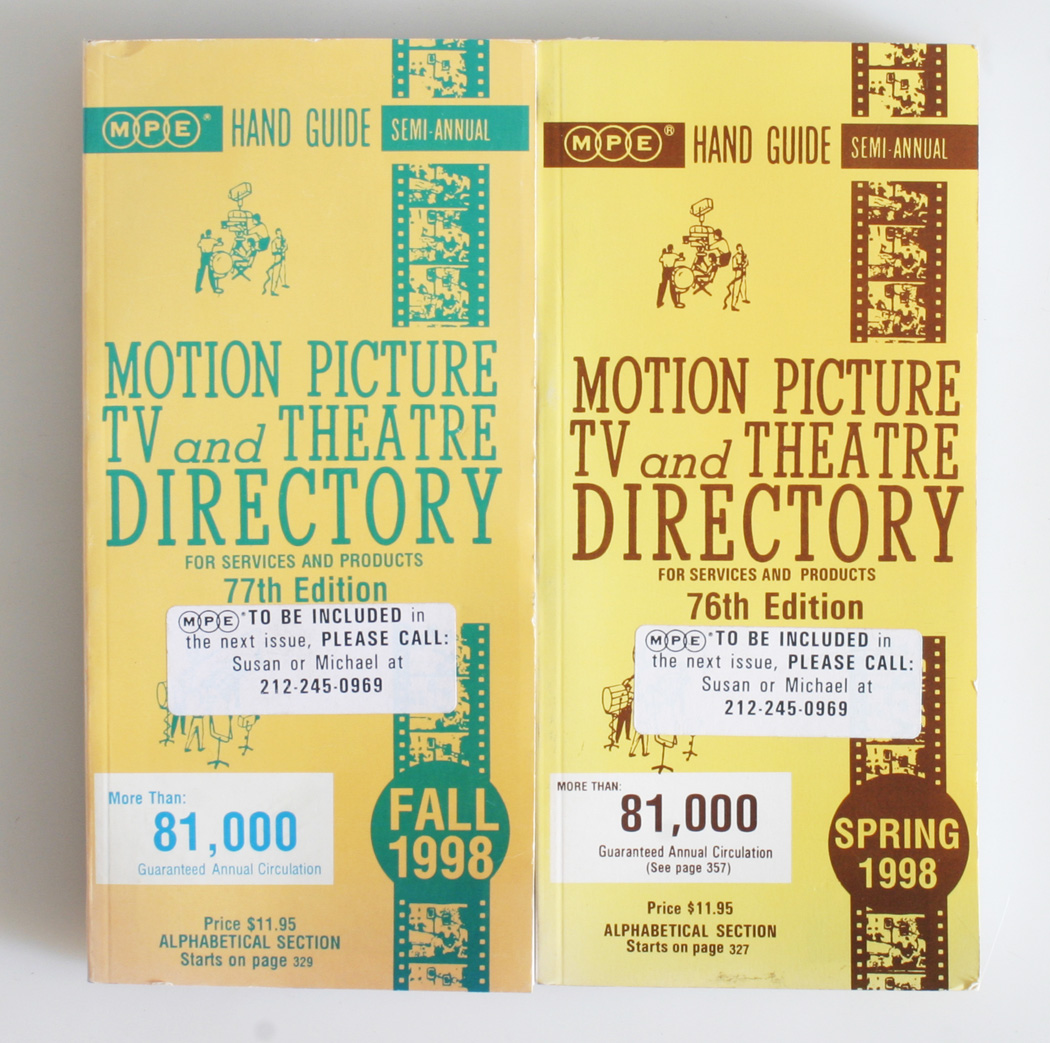 MPE® HAND GUIDE SEMI-ANNUAL
MOTION PICTURE
TV and THEATRE
DIRECTORY
FOR SERVICES AND PRODUCTS
77th Edition
MPE® TO BE INCLUDED in
the next issue, PLEASE CALL:
Susan or Michael at
212-245-0969
More Than:
81,000
Guaranteed Annual Circulation
FALL
1998
Price $11.95
ALPHABETICAL SECTION
Starts on page 329
MPE® HAND GUIDE SEMI-ANNUAL
MOTION PICTURE
TV and THEATRE
DIRECTORY
FOR SERVICES AND PRODUCTS
76th Edition
MPE® TO BE INCLUDED in
the next issue, PLEASE CALL:
Susan or Michael at
212-245-0969
MORE THAN:
81,000
Guaranteed Annual Circulation
(See page 357)
SPRING
1998
Price $11.95
ALPHABETICAL SECTION
Starts on page 327